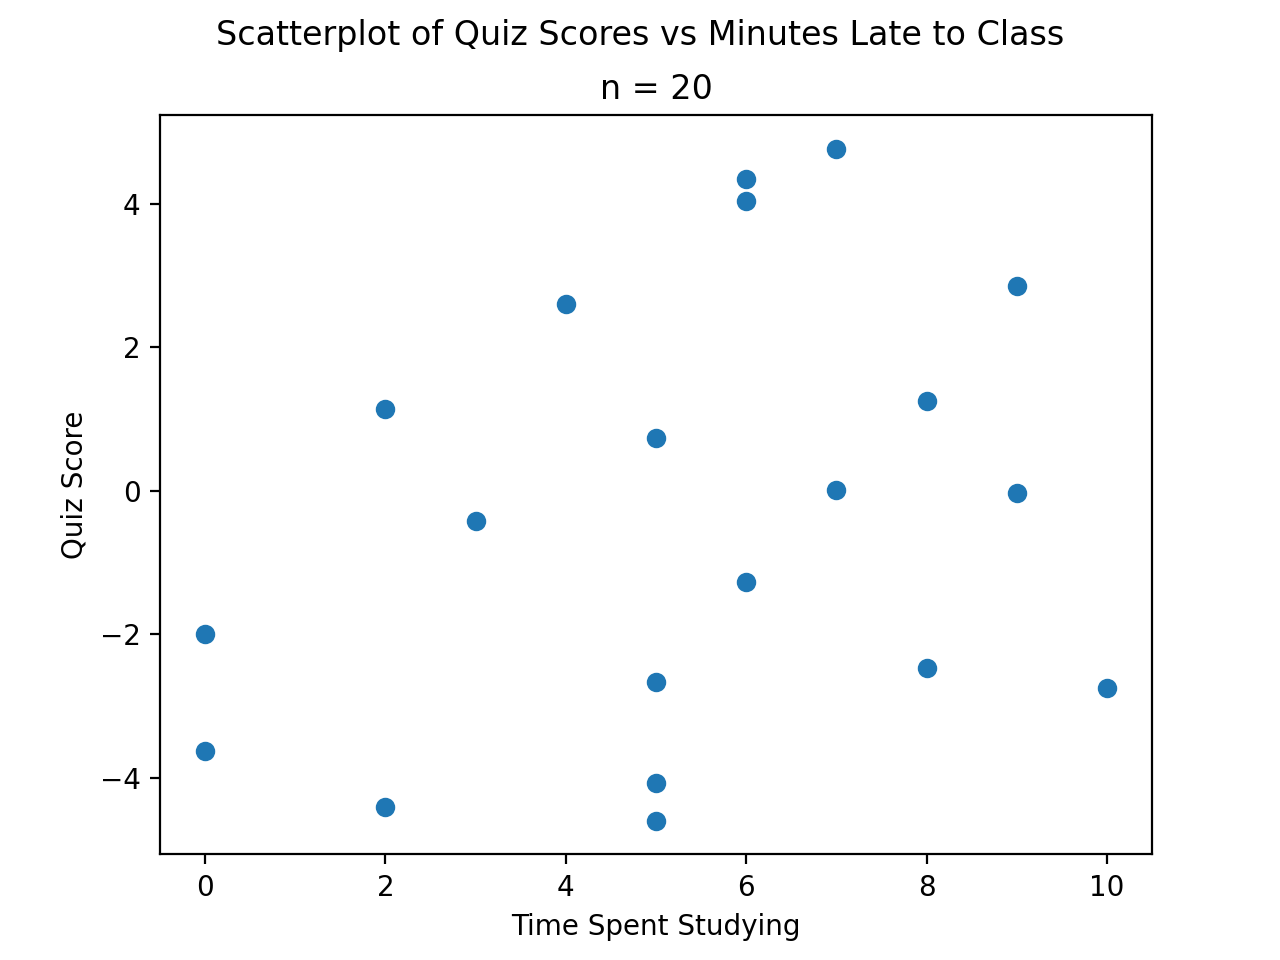 Scatterplot of Quiz Scores vs Minutes Late to Class
n = 20
4
2
0
−2
−4
Quiz Score
0 2 4 6 8 10
Time Spent Studying